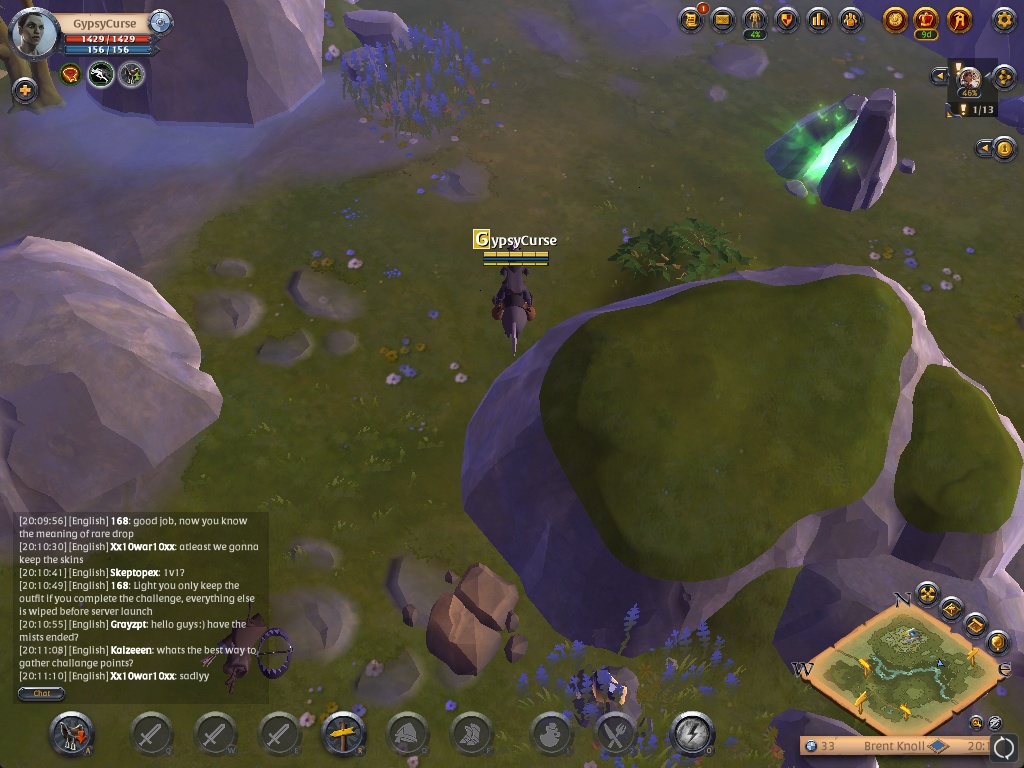 GypsyCurse
1429 / 1429
156 / 156
1
4%
9d
46%
1/13
GypsyCurse
[20:09:56] [English] 168: good job, now you know
the meaning of rare drop
[20:10:30] [English] Xx10war10xx: atleast we gonna
keep the skins
[20:10:41] [English] Skeptopex: 1v1?
[20:10:49] [English] 168: Light you only keep the
outfit if you complete the challenge, everything else
is wiped before server launch
[20:10:55] [English] Grayzpt: hello guys:) have the
mists ended?
[20:11:08] [English] Kaizeeen: whats the best way to
gather challange points?
[20:11:10] [English] Xx10war10xx: sadlyy
Chat
N
W
E
A
Q
W
E
R
D
F
33 Brent Knoll 20: